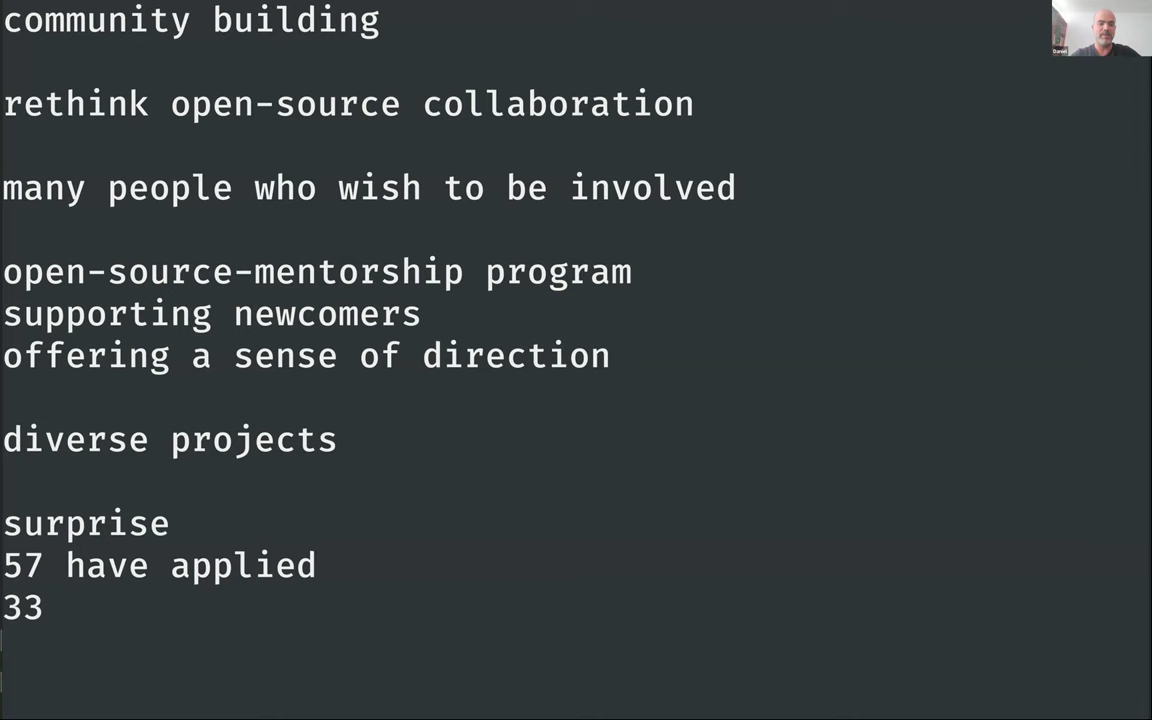 community building
rethink open-source collaboration
many people who wish to be involved
open-source-mentorship program
supporting newcomers
offering a sense of direction
diverse projects
surprise
57 have applied
33
Daniel